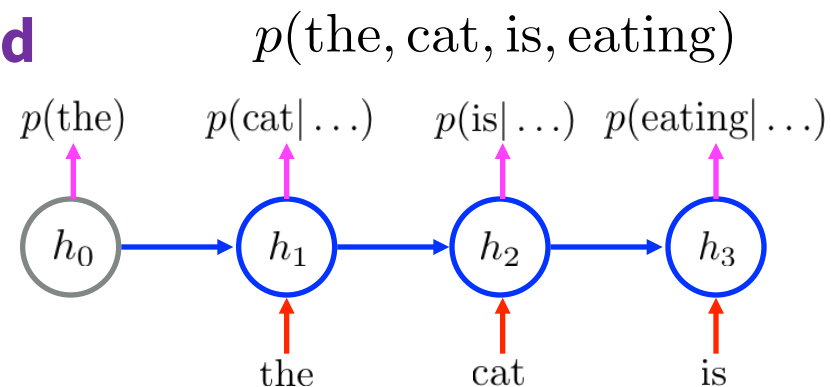 d
p(the, cat, is, eating)
p(the) p(cat| …) p(is| …) p(eating| …)
h₀ h₁ h₂ h₃
the cat is